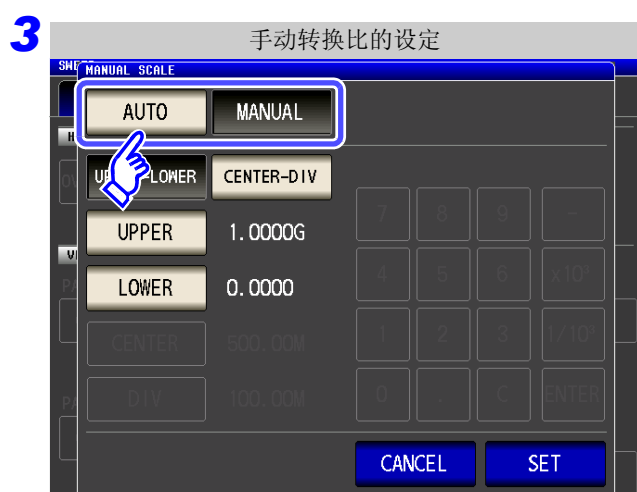 3
手动转换比的设定
MANUAL SCALE
AUTO MANUAL
LOWER CENTER-DIV
UPPER 1.0000G
LOWER 0.0000
CENTER 500.00M
DIV 100.00M
7 8 9 -
4 5 6 x10³
1 2 3 1/10³
0 . C ENTER
CANCEL SET